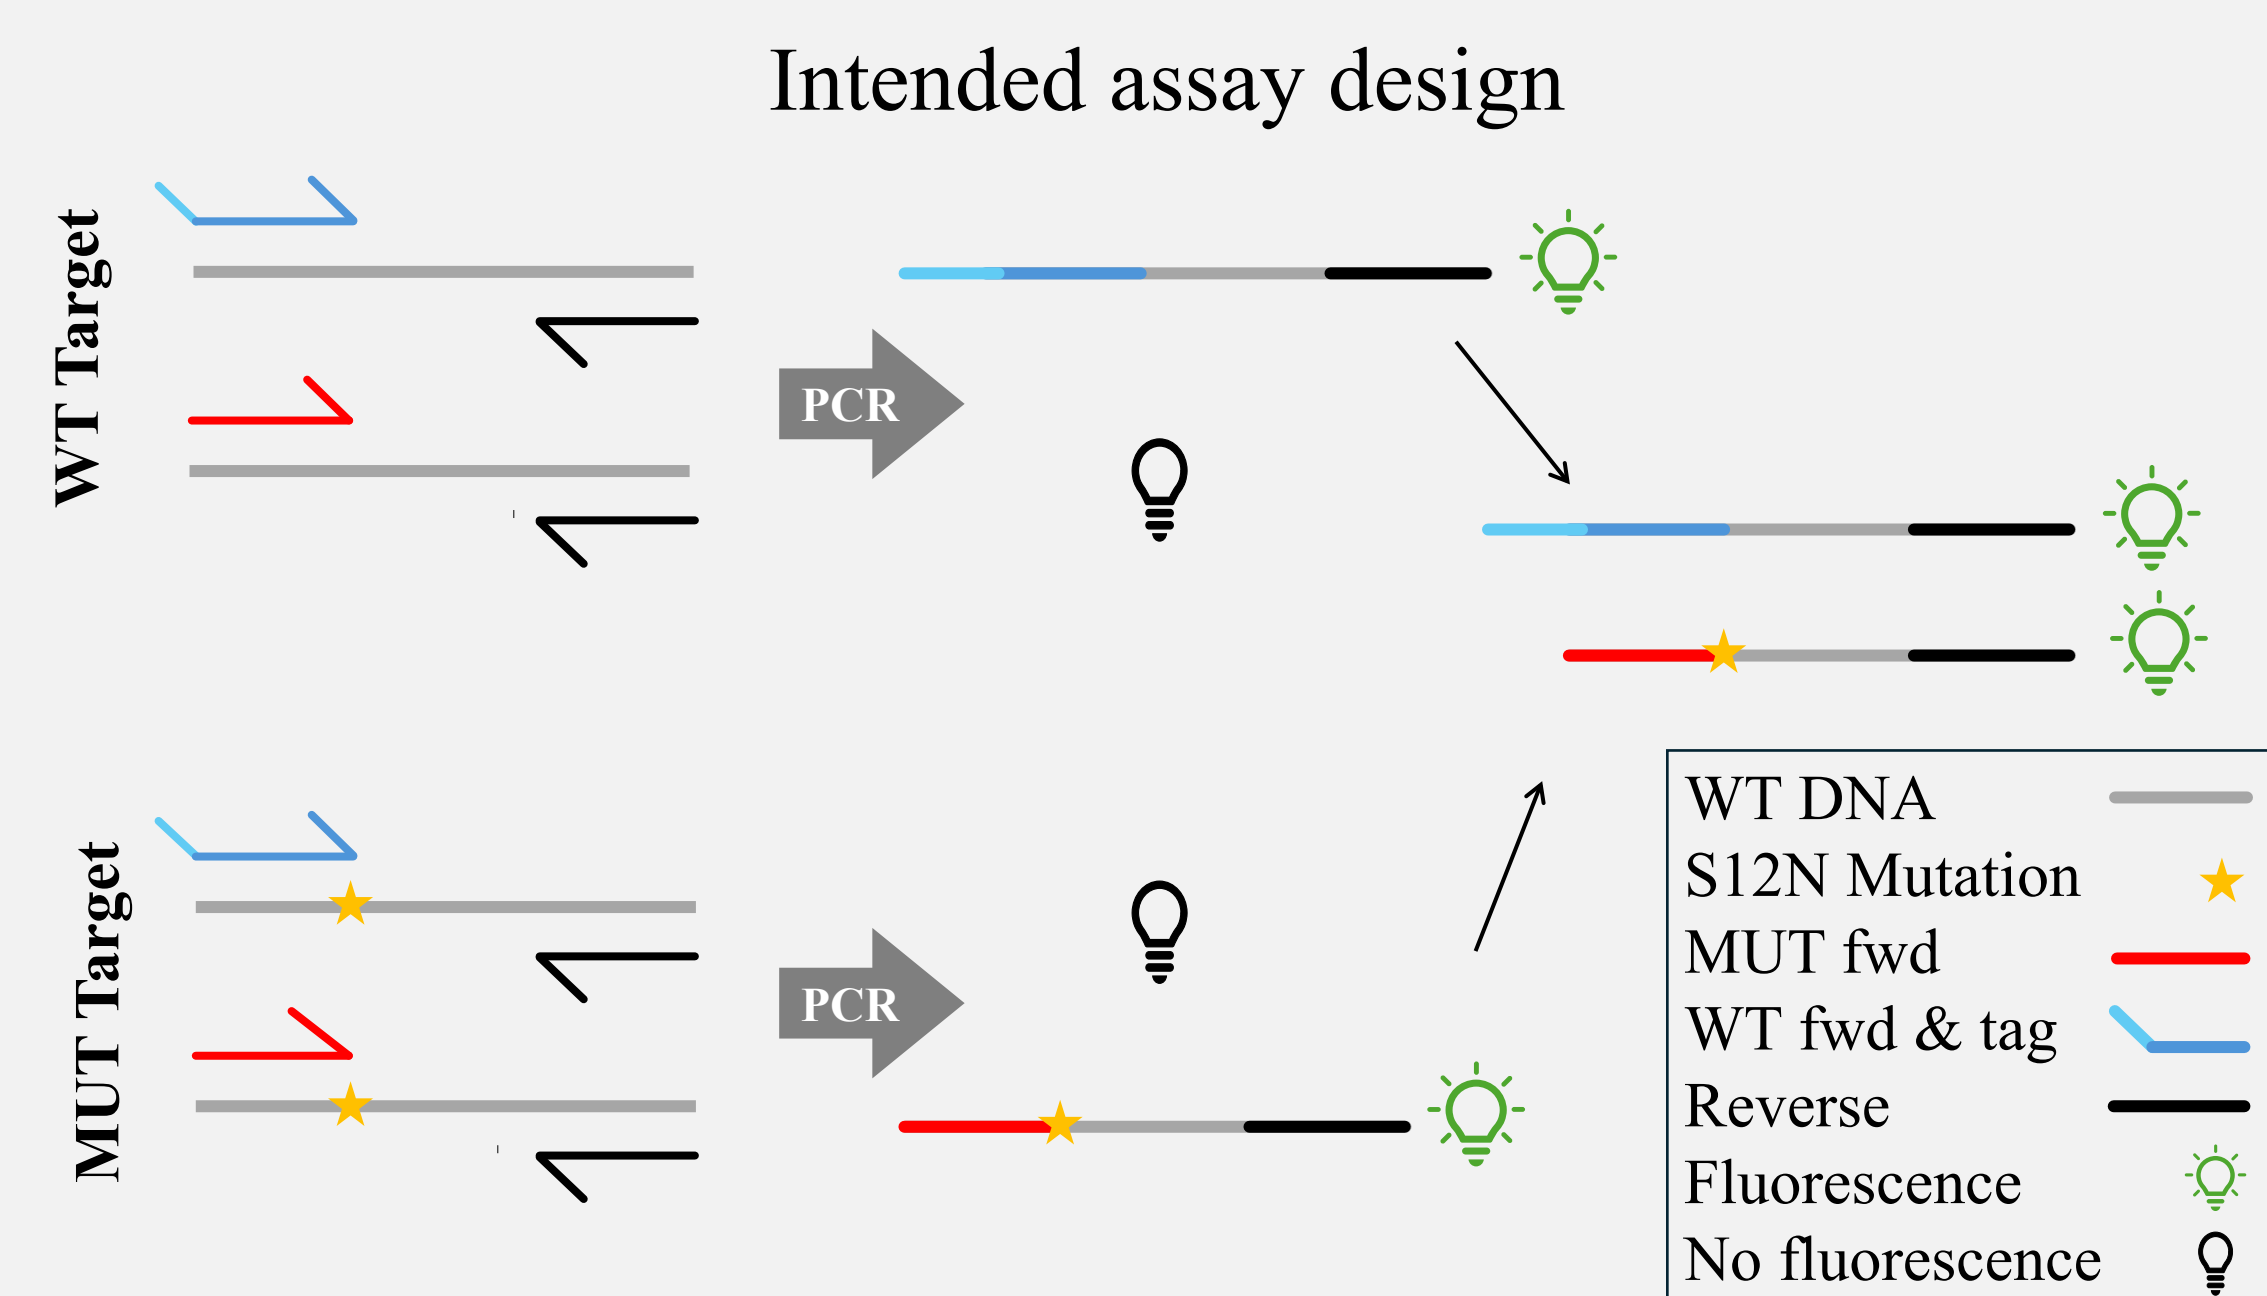 Intended assay design
WT Target
PCR
MUT Target
PCR
WT DNA
S12N Mutation
MUT fwd
WT fwd & tag
Reverse
Fluorescence
No fluorescence